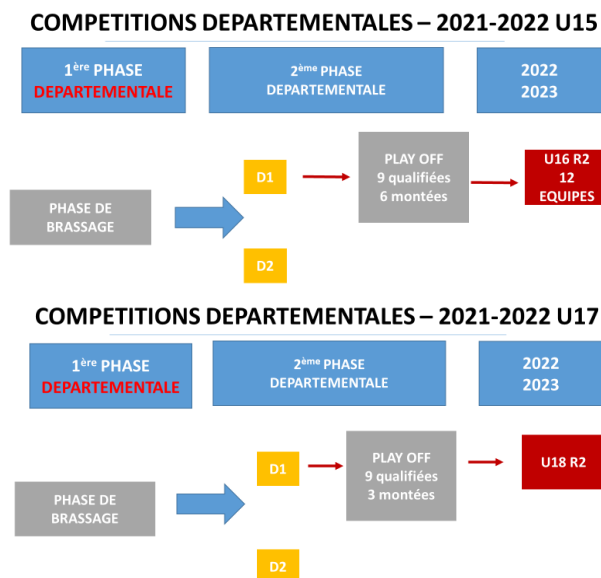 COMPETITIONS DEPARTEMENTALES – 2021-2022 U15
1ère PHASE
DEPARTEMENTALE
2ème PHASE
DEPARTEMENTALE
2022
2023
PHASE DE
BRASSAGE
D1
D2
PLAY OFF
9 qualifiées
6 montées
U16 R2
12
EQUIPES
COMPETITIONS DEPARTEMENTALES – 2021-2022 U17
1ère PHASE
DEPARTEMENTALE
2ème PHASE
DEPARTEMENTALE
2022
2023
PHASE DE
BRASSAGE
D1
D2
PLAY OFF
9 qualifiées
3 montées
U18 R2